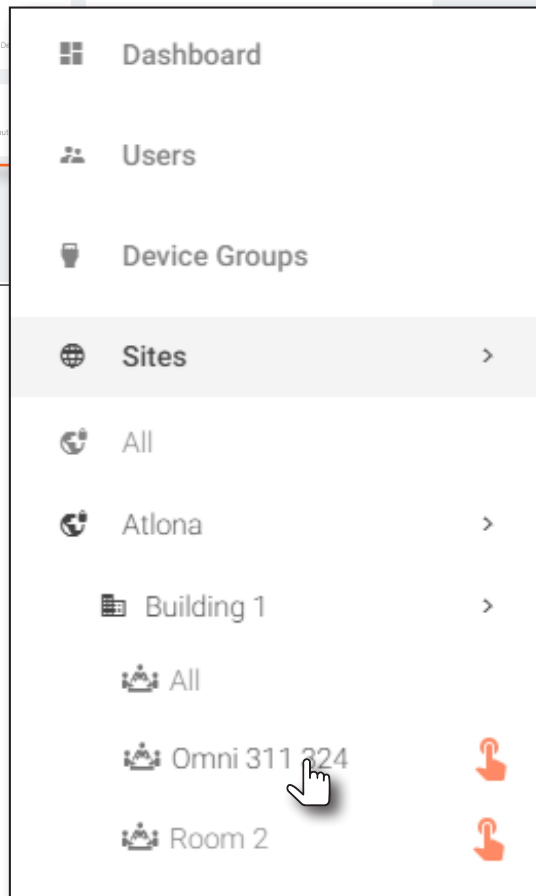 Dashboard
Users
Device Groups
Sites
All
Atlona
Building 1
All
Omni 311 324
Room 2